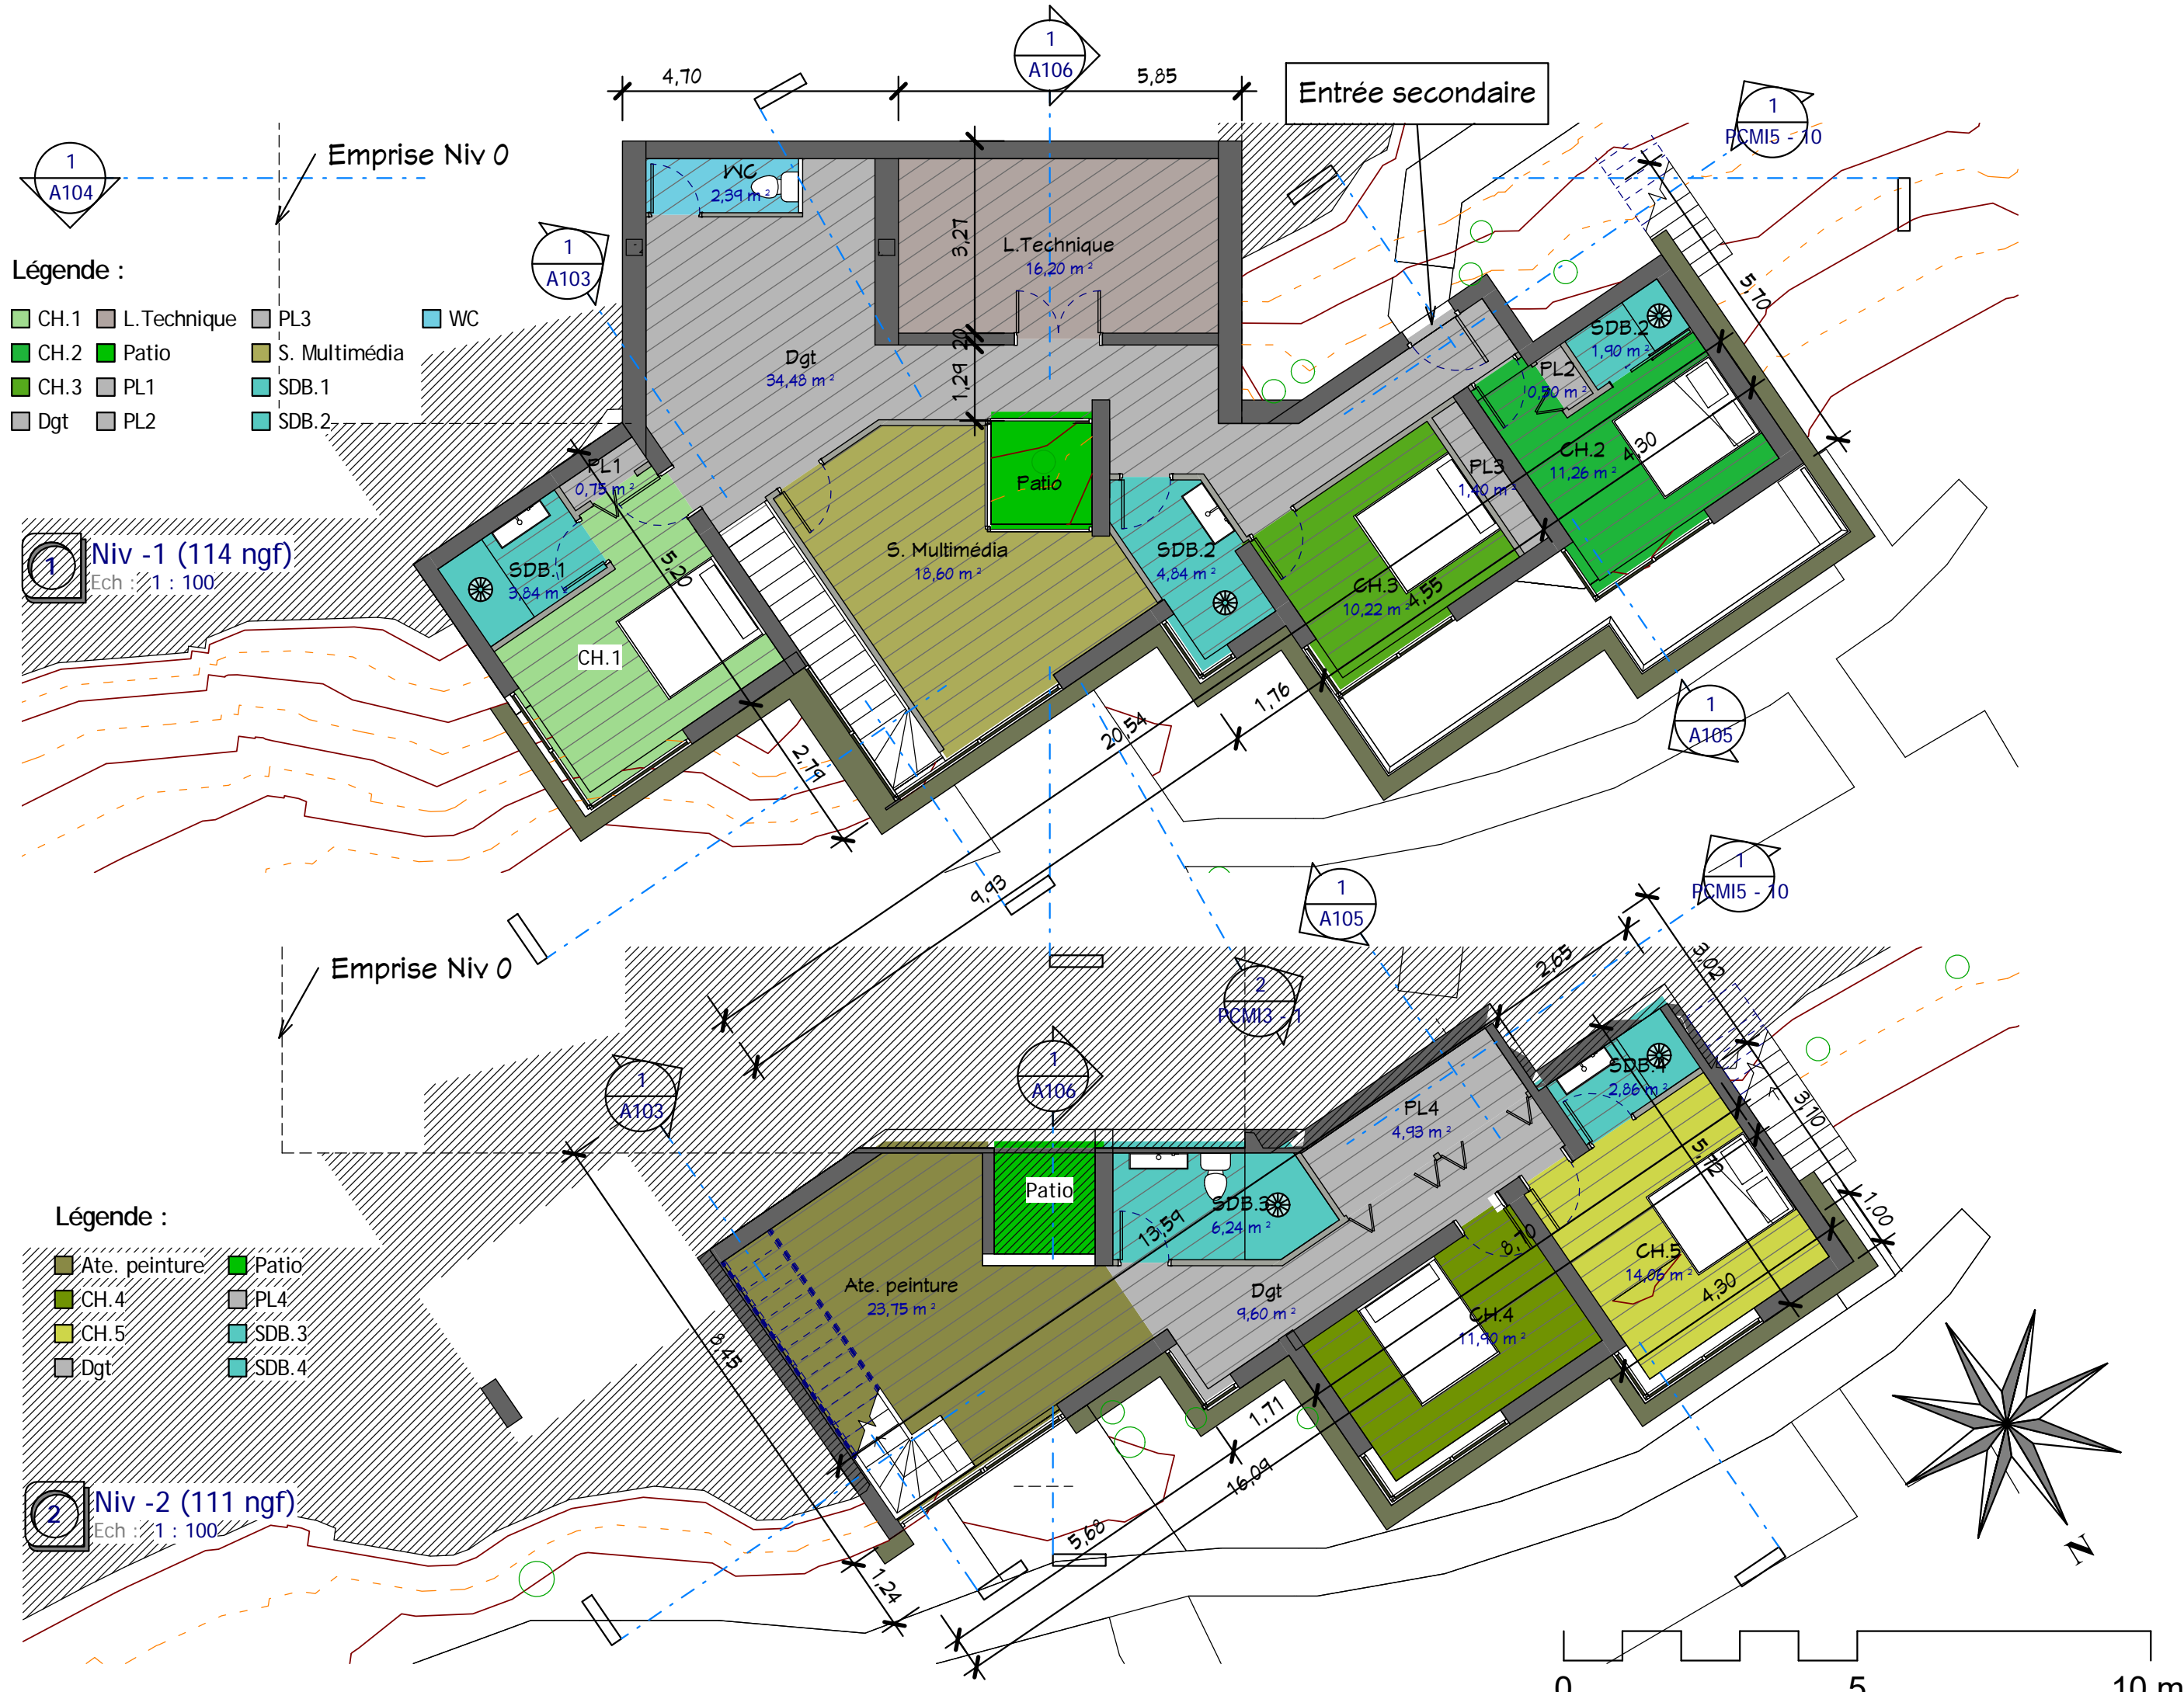 4,70
5,85
1
A106
Entrée secondaire
1
PCMI5 - 10
1
A104
Emprise Niv 0
1
A103
WC
2,39 m²
L.Technique
16,20 m²
3,27
20
1,29
5,70
Légende :
CH.1
L.Technique
PL3
WC
CH.2
Patio
S. Multimédia
CH.3
PL1
SDB.1
Dgt
PL2
SDB.2
Dgt
34,48 m²
SDB.2
1,90 m²
PL2
0,50 m²
CH.2
11,26 m²
4,30
PL1
0,75 m²
Patio
PL3
1,40 m²
1
Niv -1 (114 ngf)
Ech : 1 : 100
SDB.1
3,84 m²
5,20
S. Multimédia
18,60 m²
SDB.2
4,84 m²
CH.3
10,22 m²
4,55
CH.1
2,79
20,54
1,76
9,93
1
A105
1
PCMI5 - 10
1
A105
Emprise Niv 0
2
PCMI3 - 1
2,65
3,02
1
A103
1
A106
PL4
4,93 m²
SDB.4
2,86 m²
3,10
5,72
1,00
Patio
SDB.3
6,24 m²
13,59
8,70
Légende :
Ate. peinture
Patio
CH.4
PL4
CH.5
SDB.3
Dgt
SDB.4
Ate. peinture
23,75 m²
Dgt
9,60 m²
CH.5
14,06 m²
4,30
CH.4
11,90 m²
8,45
1,71
16,09
5,68
1,24
2
Niv -2 (111 ngf)
Ech : 1 : 100
N
0
5
10 m